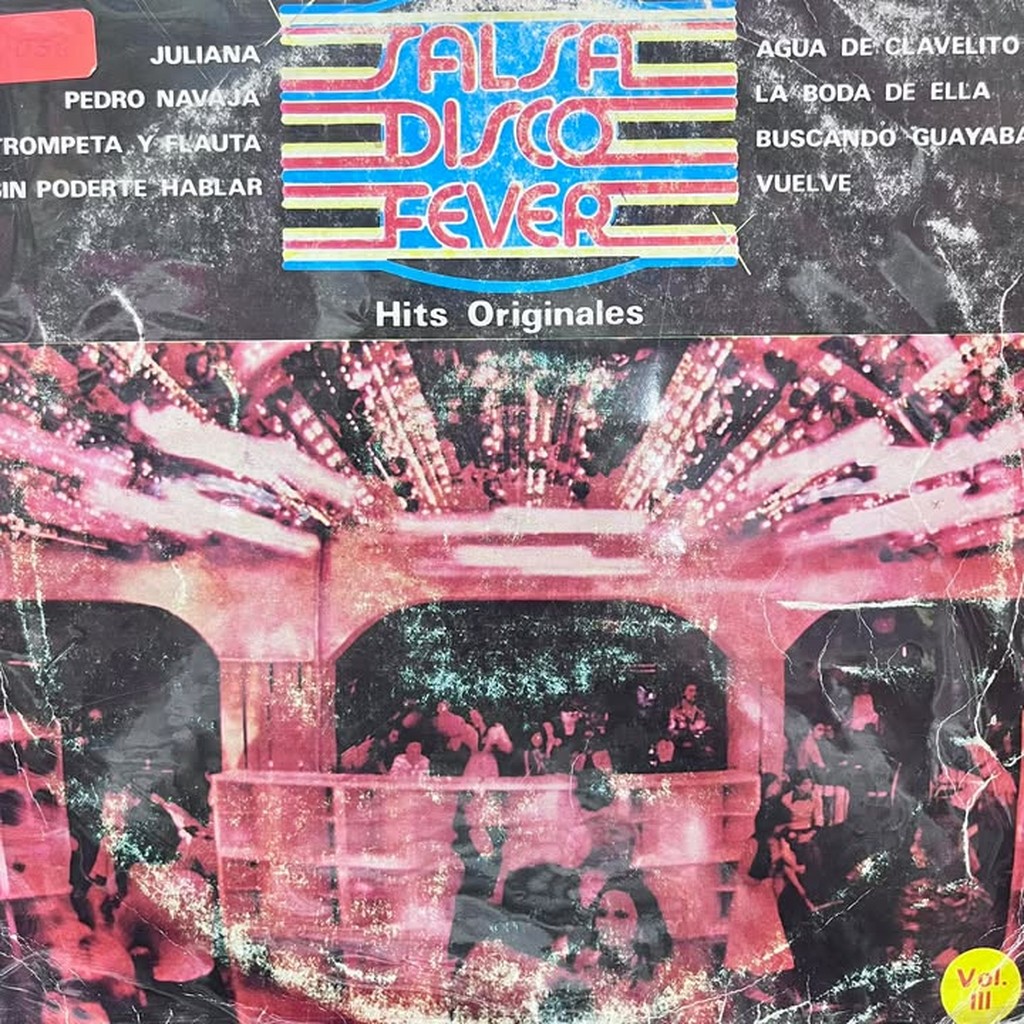 JULIANA
PEDRO NAVAJA
TROMPETA Y FLAUTA
SIN PODERTE HABLAR
SALSA
DISCO
FEVER
Hits Originales
AGUA DE CLAVELITO
LA BODA DE ELLA
BUSCANDO GUAYABA
VUELVE
Vol.
III